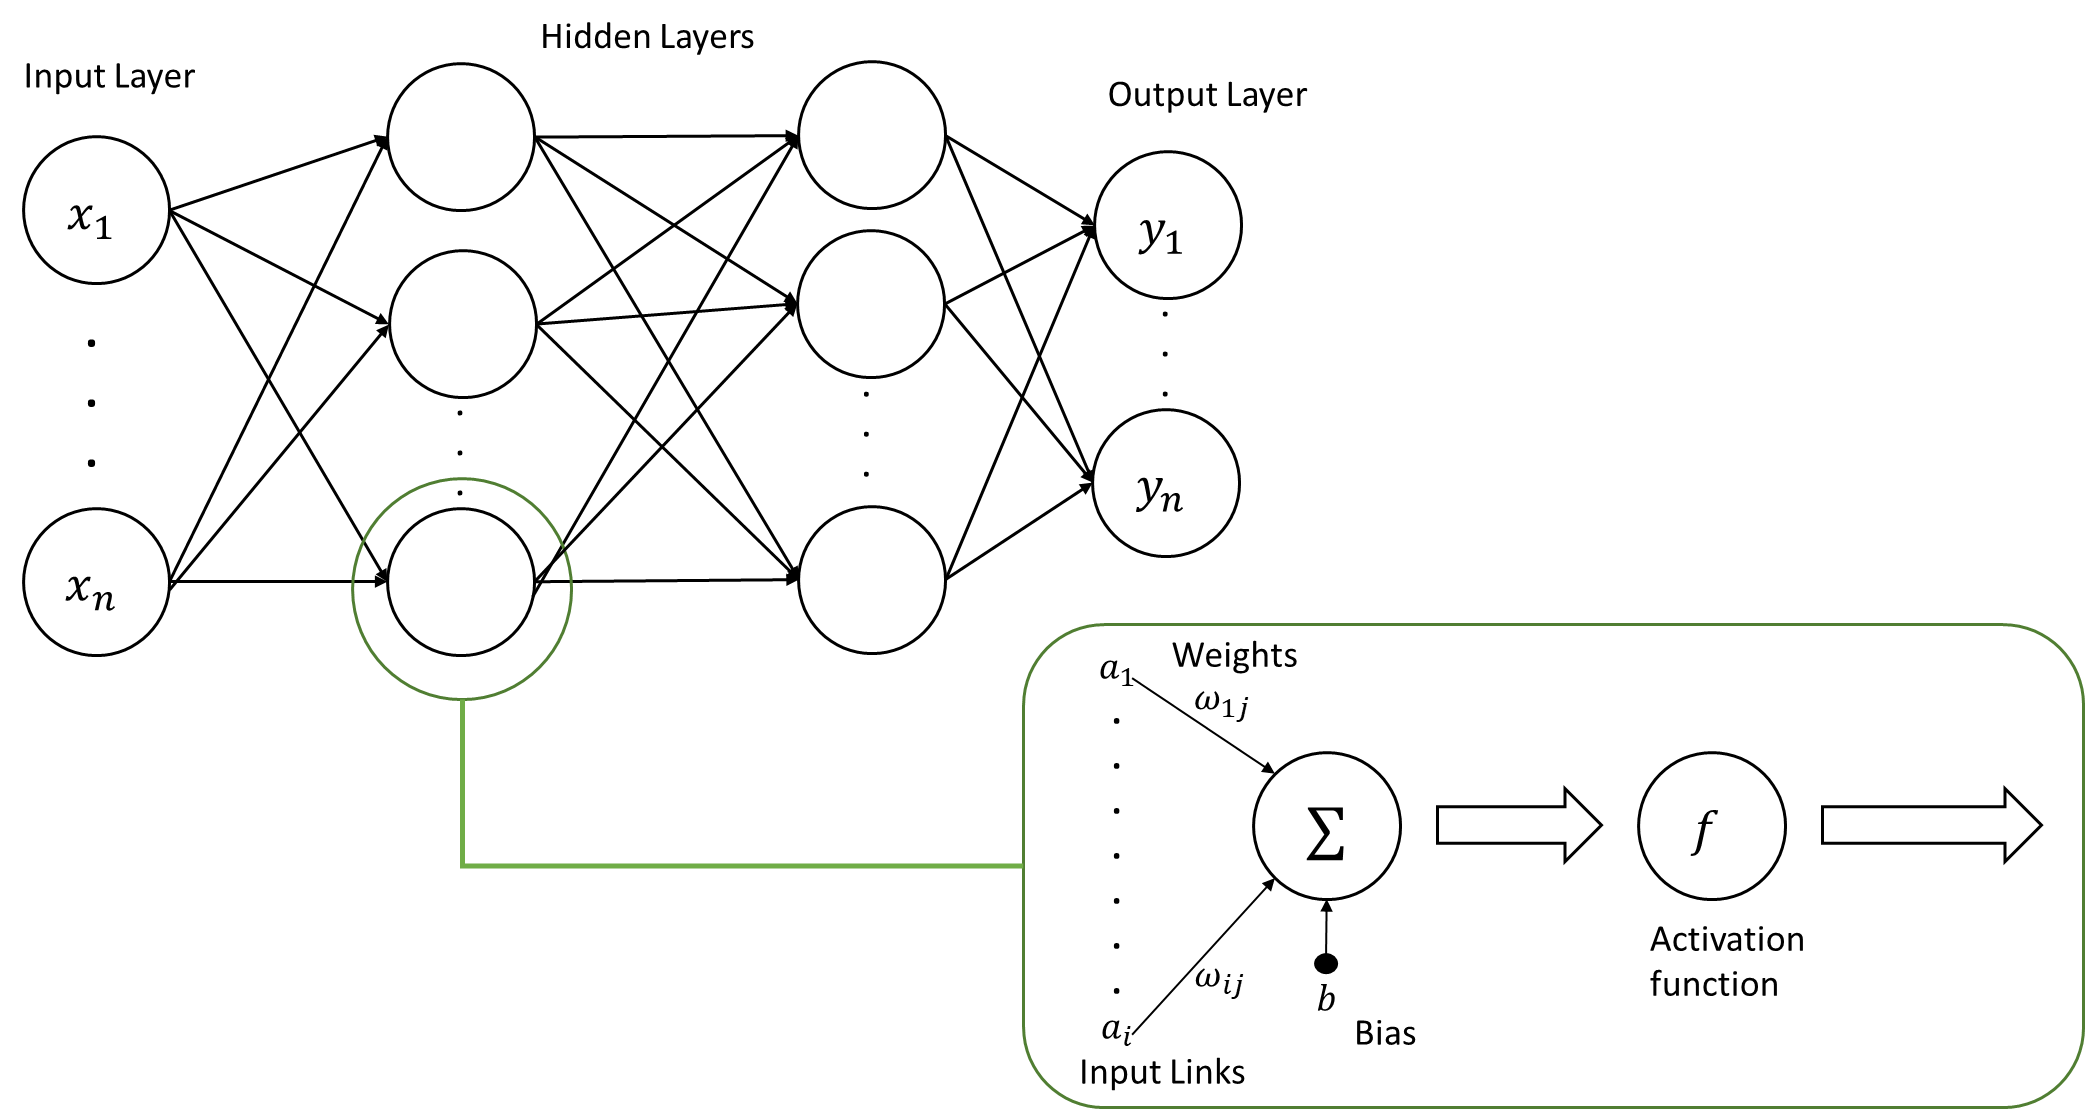 Hidden Layers
Input Layer
Output Layer
x₁
y₁
xₙ
yₙ
Weights
a₁
ω₁ⱼ
∑
f
Activation
function
ωᵢⱼ
b
aᵢ
Bias
Input Links